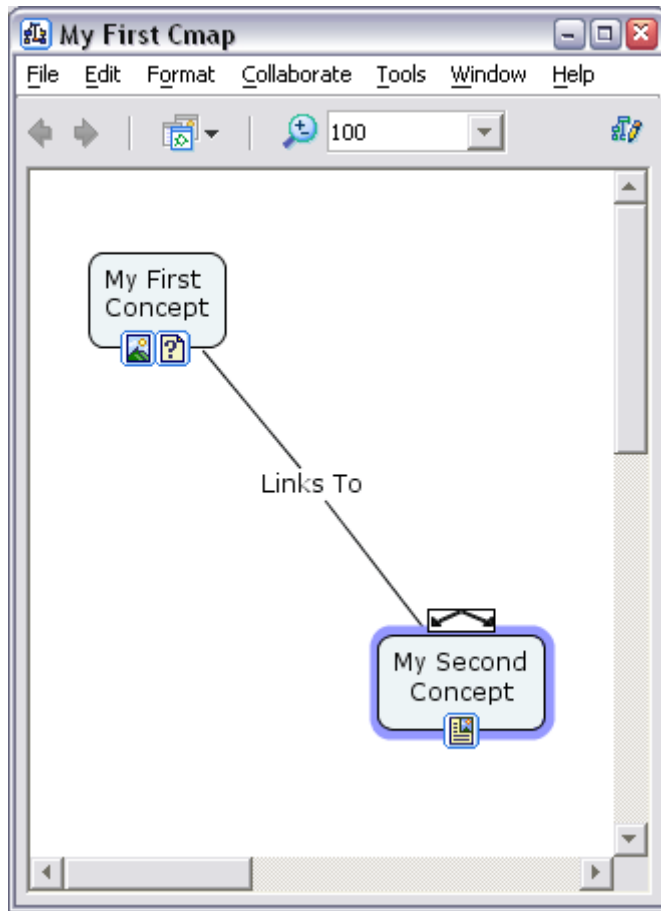 My First Cmap
File Edit Format Collaborate Tools Window Help
100
My First
Concept
Links To
My Second
Concept